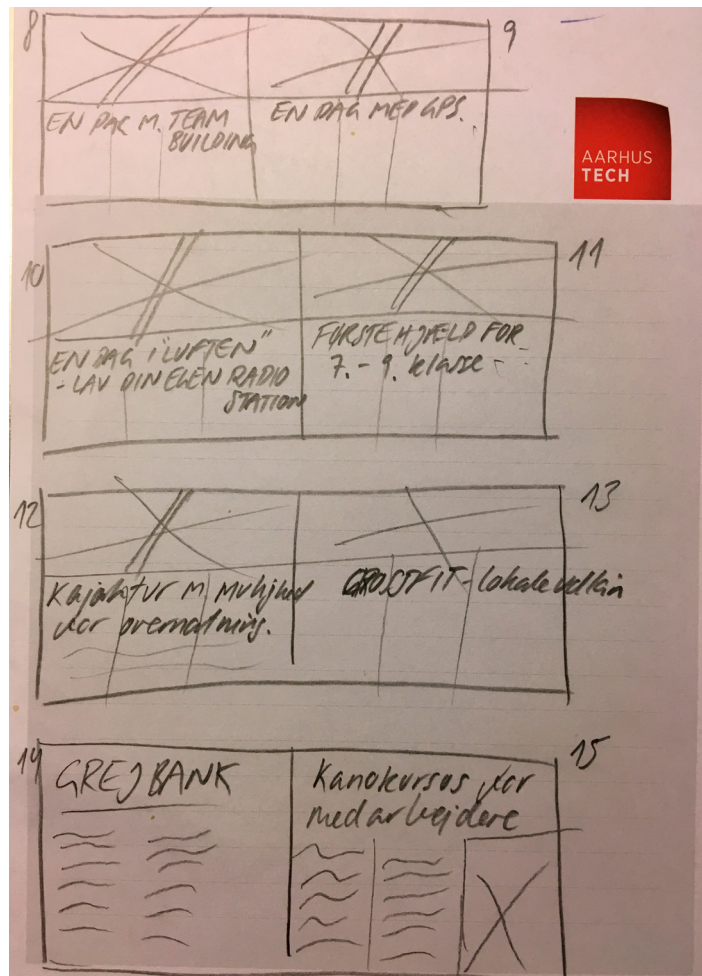 8
9
EN DAG M. TEAM
BUILDING
EN DAG MED GPS.
AARHUS
TECH
10
11
EN DAG I "LUFTEN"
- LAV DIN EGEN RADIO
STATION
FØRSTEHJÆLP FOR
7. - 9. klasse
12
13
Kajaktur m. mulighed
for overnatning.
CROSSFIT - lokale
14
15
GREJBANK
Kanokursus for
medarbejdere